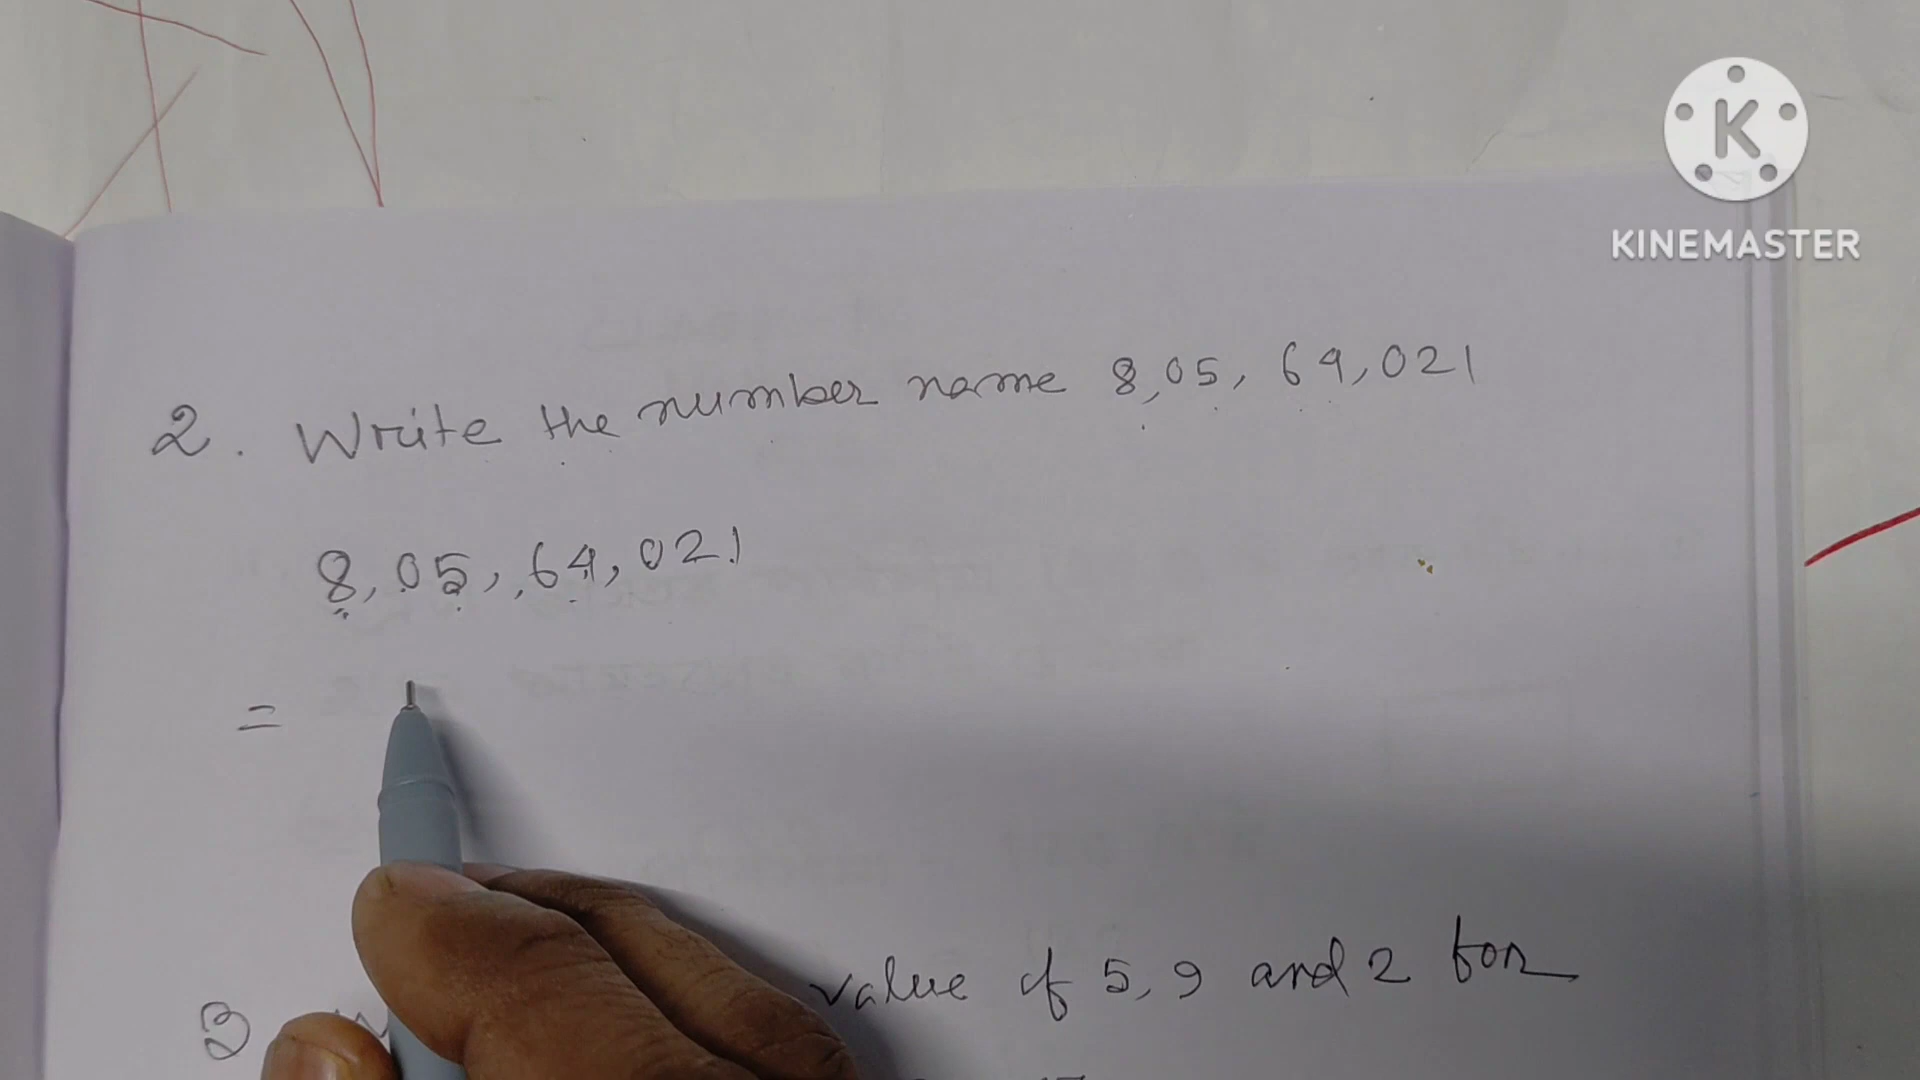 K
KINEMASTER
2. Write the number name 8,05, 64,021
8,05, 64,021
=
3 value of 5, 9 and 2 for